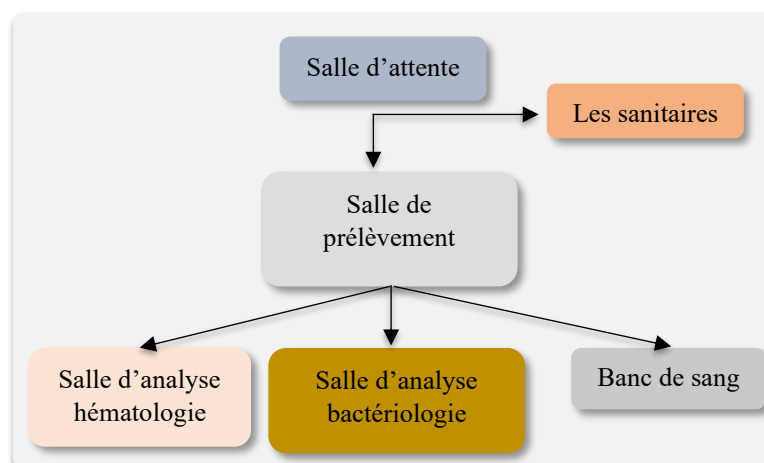 Salle d’attente
Les sanitaires
Salle de
prélèvement
Salle d’analyse
hématologie
Salle d’analyse
bactériologie
Banc de sang